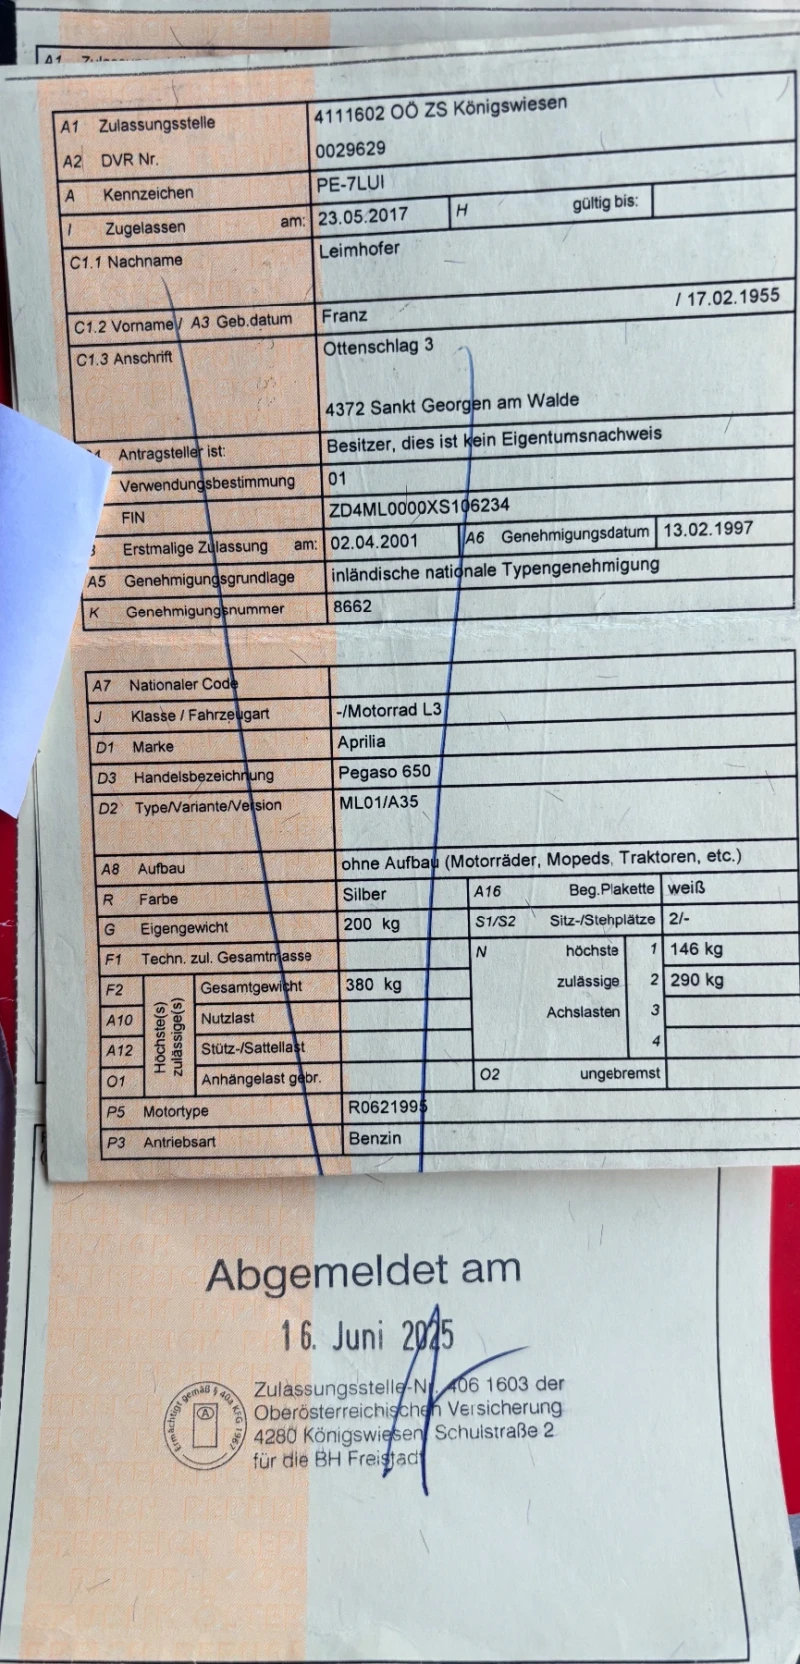 A1 Zulassungsstelle 4111602 OÖ ZS Königswiesen
A2 DVR Nr. 0029629
A Kennzeichen PE-7LUI
I Zugelassen am: 23.05.2017 H gültig bis:
C1.1 Nachname Leimhofer
C1.2 Vorname / A3 Geb.datum Franz / 17.02.1955
C1.3 Anschrift Ottenschlag 3
4372 Sankt Georgen am Walde
Antragsteller ist: Besitzer, dies ist kein Eigentumsnachweis
Verwendungsbestimmung 01
FIN ZD4ML0000XS106234
Erstmalige Zulassung am: 02.04.2001 A6 Genehmigungsdatum 13.02.1997
A5 Genehmigungsgrundlage inländische nationale Typengenehmigung
K Genehmigungsnummer 8662
A7 Nationaler Code
J Klasse / Fahrzeugart -/Motorrad L3
D1 Marke Aprilia
D3 Handelsbezeichnung Pegaso 650
D2 Type/Variante/Version ML01/A35
A8 Aufbau ohne Aufbau (Motorräder, Mopeds, Traktoren, etc.)
R Farbe Silber A16 Beg.Plakette weiß
G Eigengewicht 200 kg S1/S2 Sitz-/Stehplätze 2/-
F1 Techn. zul. Gesamtmasse N höchste 1 146 kg
F2 Höchste(s) zulässige(s) Gesamtgewicht 380 kg zulässige 2 290 kg
A10 Nutzlast Achslasten 3
A12 Stütz-/Sattellast 4
O1 Anhängelast gebr. O2 ungebremst
P5 Motortype R0621995
P3 Antriebsart Benzin
Abgemeldet am
16. Juni 2025
Ermächtigt gemäß § 40a KFG 1967
A
Zulassungsstelle-Nr. 406 1603 der
Oberösterreichischen Versicherung
4280 Königswiesen, Schulstraße 2
für die BH Freistadt